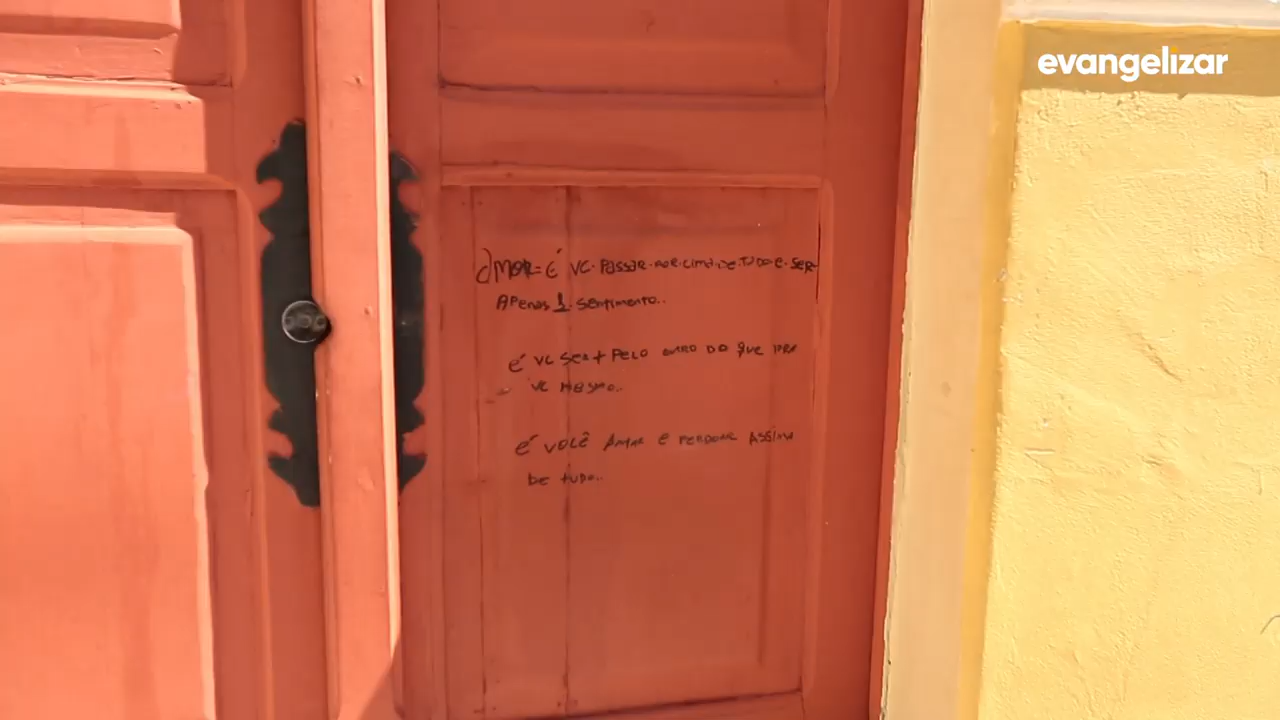 evangelizar
AMOR = É VC. PASSAR. POR. CIMA. DE. TUDO E. SER
APenas 1. sentimento..
É VC SER + PELO OUTRO DO QUE PRA
VC MESMO..
É VOCÊ AMAR E PERDOAR ASSIMA
DE TUDO..